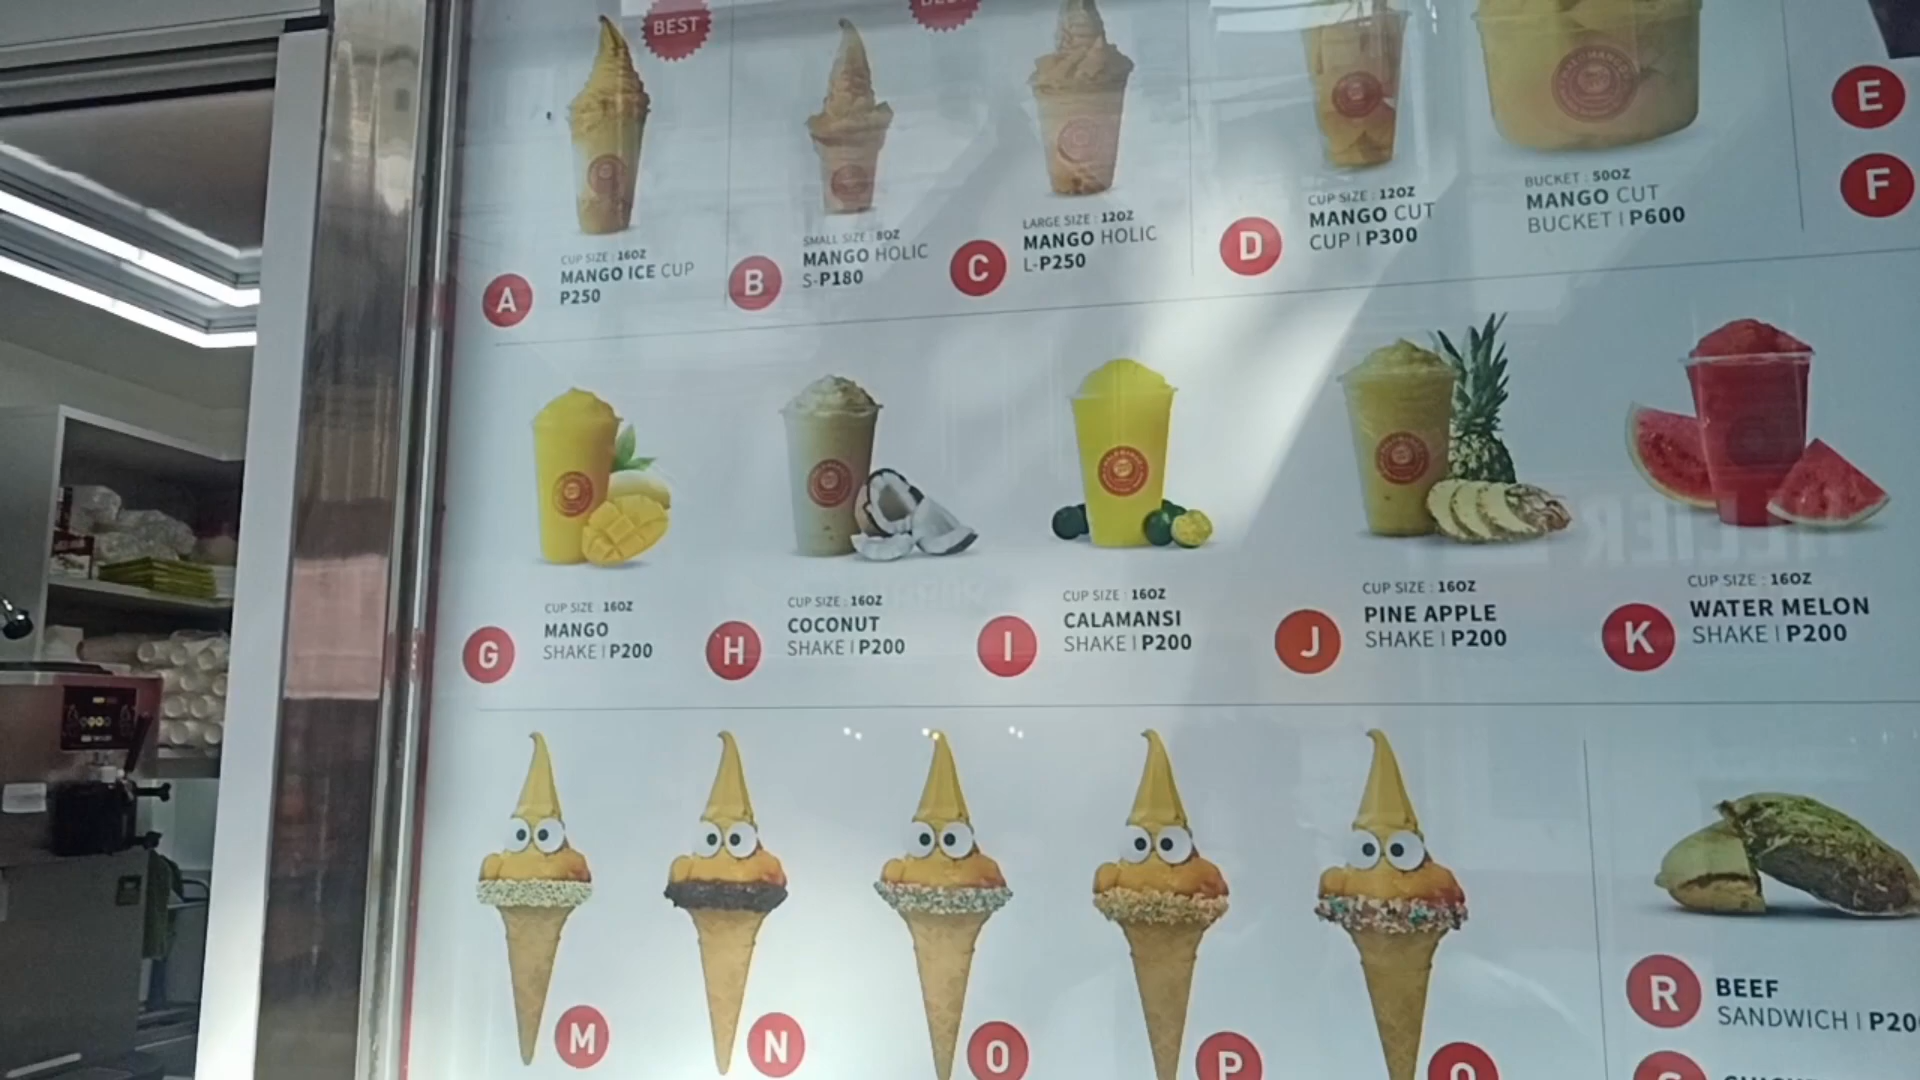 BEST
BEST
E
F
A
CUP SIZE : 16OZ
MANGO ICE CUP
P250
B
SMALL SIZE : 8OZ
MANGO HOLIC
S-P180
C
LARGE SIZE : 12OZ
MANGO HOLIC
L-P250
D
CUP SIZE : 12OZ
MANGO CUT
CUP | P300
BUCKET : 50OZ
MANGO CUT
BUCKET | P600
G
CUP SIZE : 16OZ
MANGO
SHAKE | P200
H
CUP SIZE : 16OZ
COCONUT
SHAKE | P200
I
CUP SIZE : 16OZ
CALAMANSI
SHAKE | P200
J
CUP SIZE : 16OZ
PINE APPLE
SHAKE | P200
K
CUP SIZE : 16OZ
WATER MELON
SHAKE | P200
M
N
O
P
R
BEEF
SANDWICH | P20